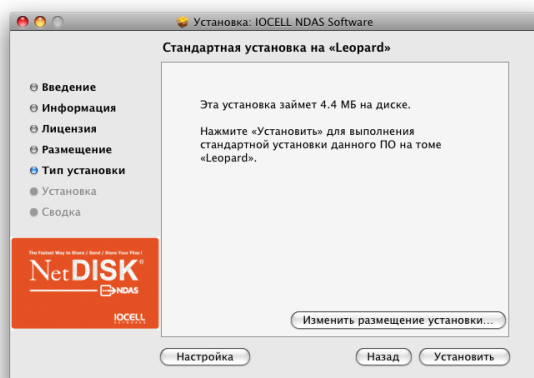 Установка: IOCELL NDAS Software
Стандартная установка на «Leopard»
Введение
Информация
Лицензия
Размещение
Тип установки
Установка
Сводка
Эта установка займет 4.4 МБ на диске.
Нажмите «Установить» для выполнения
стандартной установки данного ПО на томе
«Leopard».
The Fastest Way to Share / Send / Store Your Files !
NetDISK®
NDAS
IOCELL
NETWORKS
Изменить размещение установки...
Настройка
Назад
Установить